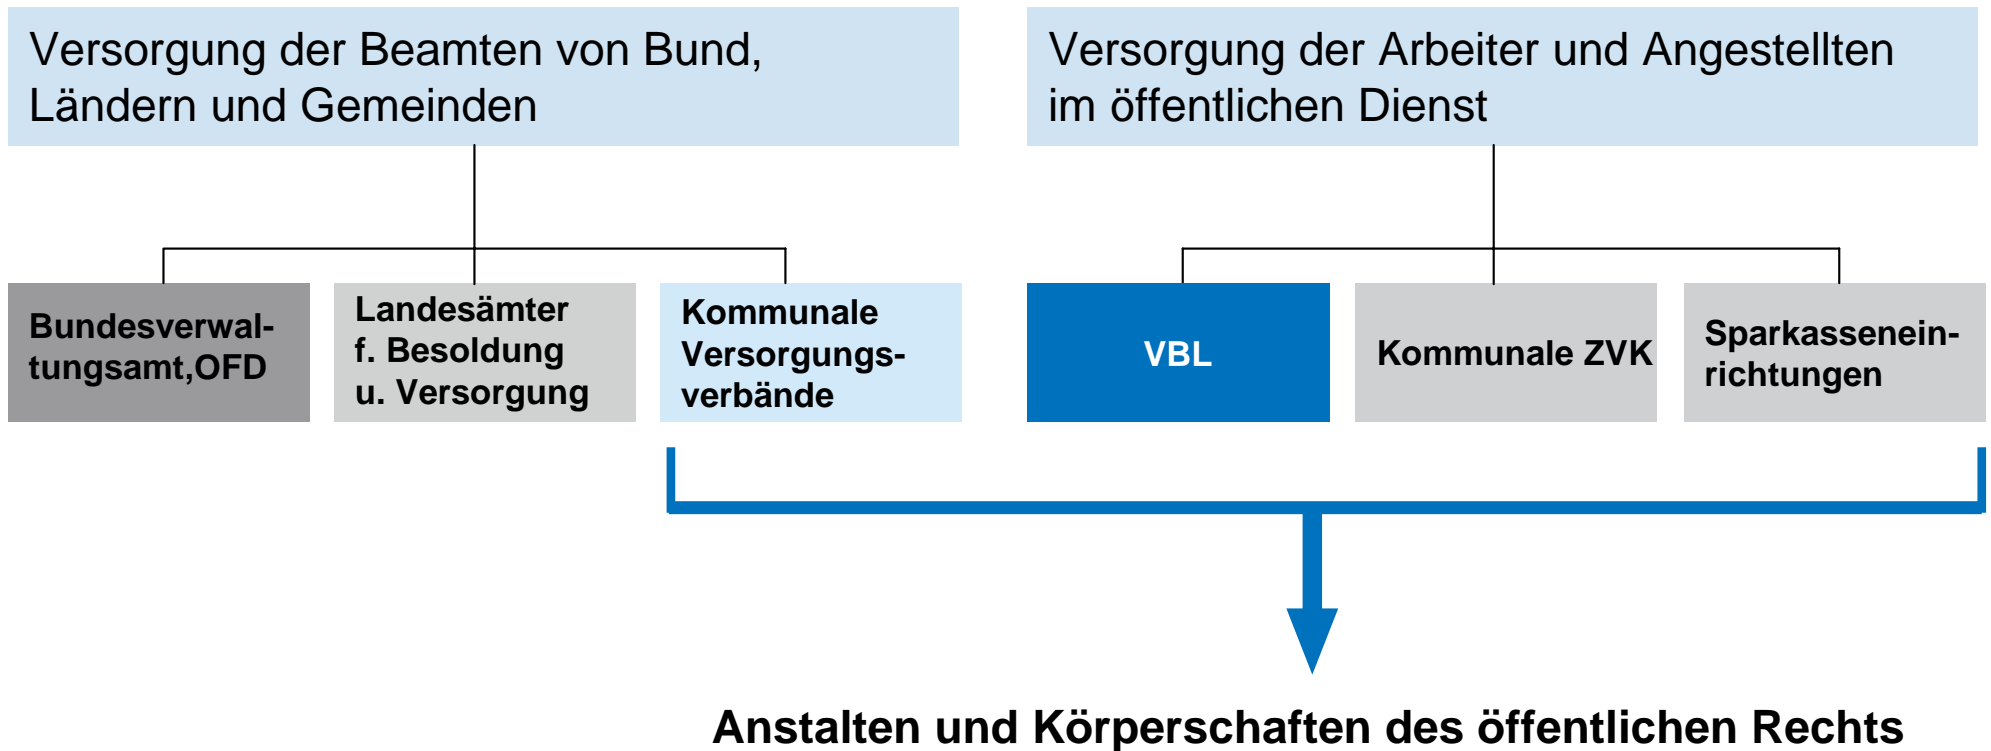 Versorgung der Beamten von Bund,
Ländern und Gemeinden
Versorgung der Arbeiter und Angestellten
im öffentlichen Dienst
Bundesverwal-
tungsamt,OFD
Landesämter
f. Besoldung
u. Versorgung
Kommunale
Versorgungs-
verbände
VBL
Kommunale ZVK
Sparkassenein-
richtungen
Anstalten und Körperschaften des öffentlichen Rechts